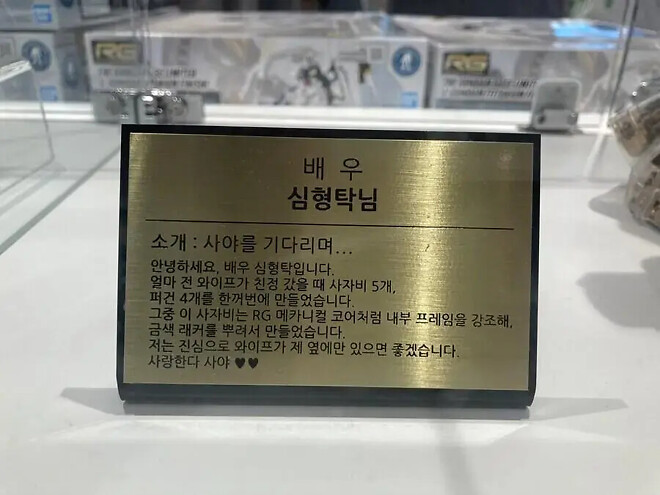 RG
RG
배 우
심형탁님
소개 : 사야를 기다리며...
안녕하세요, 배우 심형탁입니다.
얼마 전 와이프가 친정 갔을 때 사자비 5개,
퍼건 4개를 한꺼번에 만들었습니다.
그중 이 사자비는 RG 메카니컬 코어처럼 내부 프레임을 강조해,
금색 래커를 뿌려서 만들었습니다.
저는 진심으로 와이프가 제 옆에만 있으면 좋겠습니다.
사랑한다 사야 ♥♥